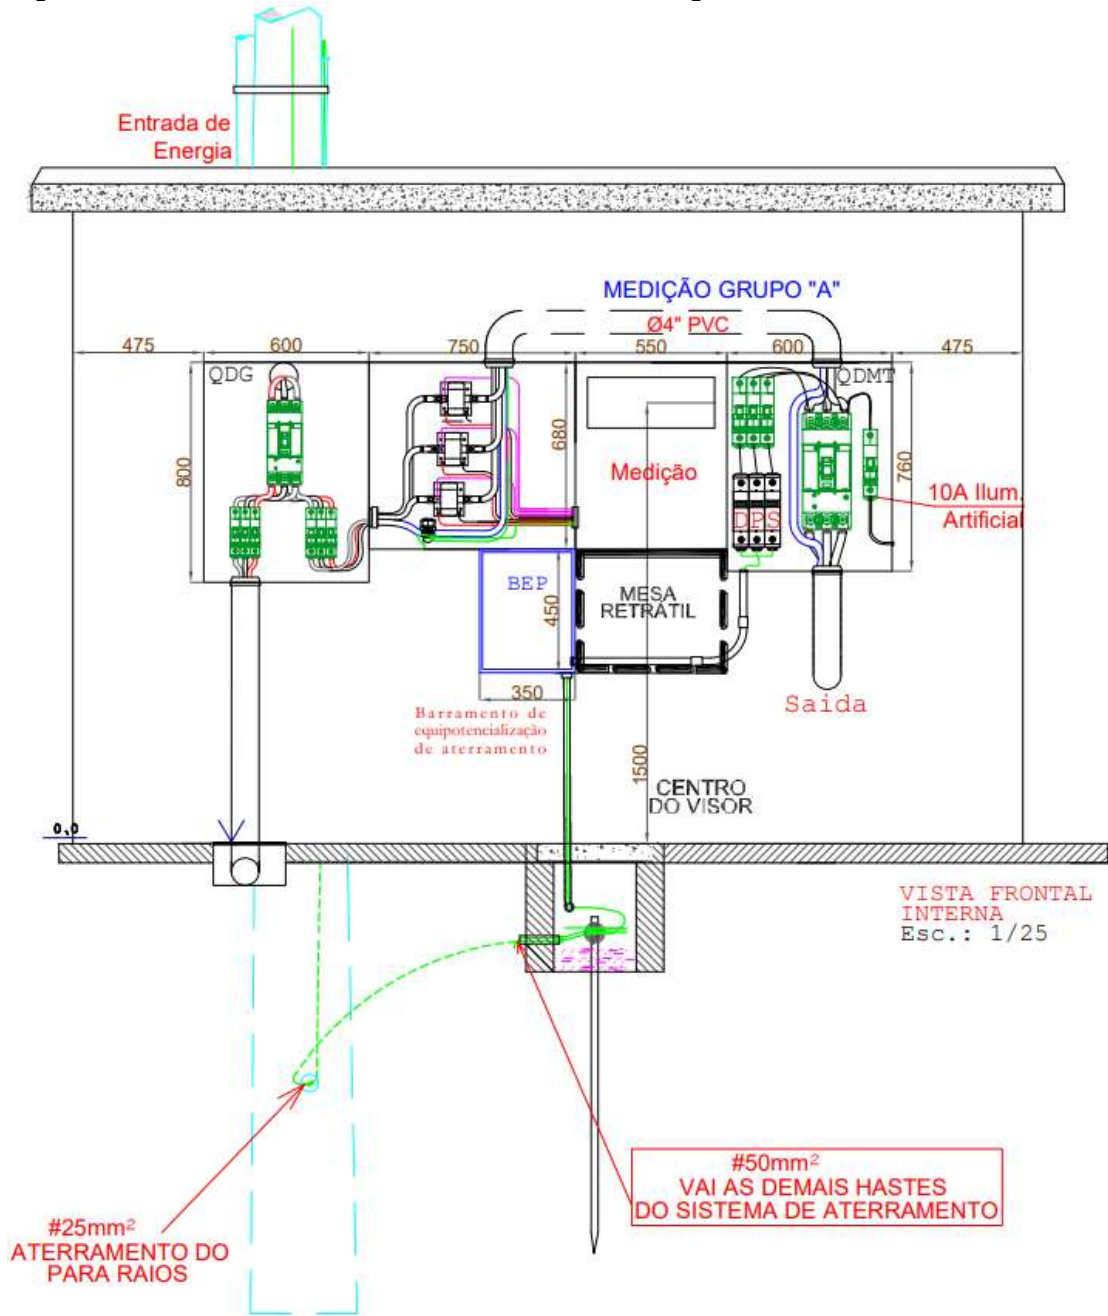 Entrada de
Energia
MEDIÇÃO GRUPO "A"
Ø4" PVC
475
600
750
550
600
475
QDG
QDMT
800
680
760
Medição
10A Ilum.
Artificial
DPS
BEP
450
MESA
RETRÁTIL
350
Saida
Barramento de
equipotencialização
de aterramento
1500
CENTRO
DO VISOR
0,0
VISTA FRONTAL
INTERNA
Esc.: 1/25
#50mm²
VAI AS DEMAIS HASTES
DO SISTEMA DE ATERRAMENTO
#25mm²
ATERRAMENTO DO
PARA RAIOS